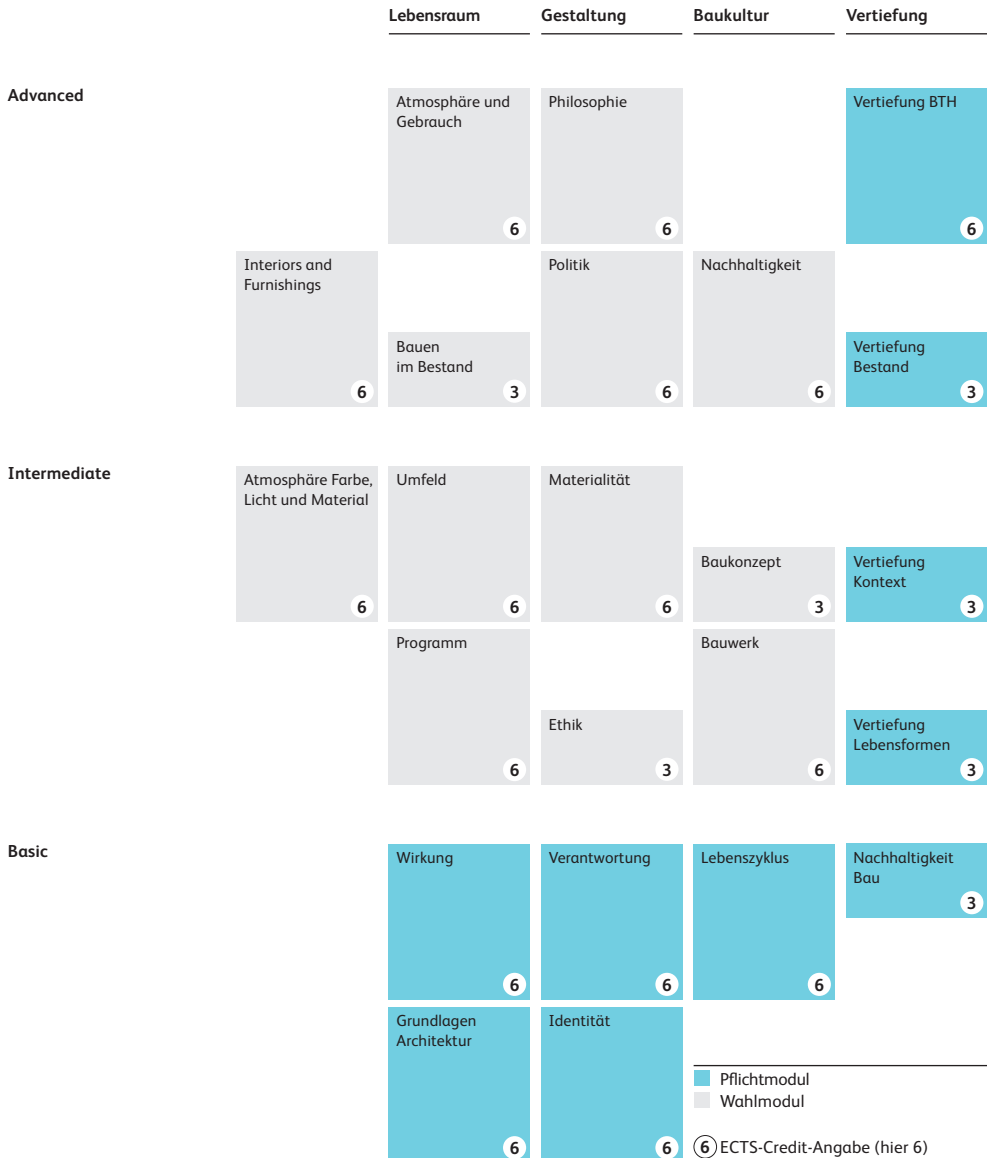 Lebensraum
Gestaltung
Baukultur
Vertiefung
Advanced
Atmosphäre und
Gebrauch
6
Philosophie
6
Vertiefung BTH
6
Interiors and
Furnishings
6
Bauen
im Bestand
3
Politik
6
Nachhaltigkeit
6
Vertiefung
Bestand
3
Intermediate
Atmosphäre Farbe,
Licht und Material
6
Umfeld
6
Materialität
6
Baukonzept
3
Vertiefung
Kontext
3
Programm
6
Ethik
3
Bauwerk
6
Vertiefung
Lebensformen
3
Basic
Wirkung
6
Verantwortung
6
Lebenszyklus
6
Nachhaltigkeit
Bau
3
Grundlagen
Architektur
6
Identität
6
Pflichtmodul
Wahlmodul
6 ECTS-Credit-Angabe (hier 6)